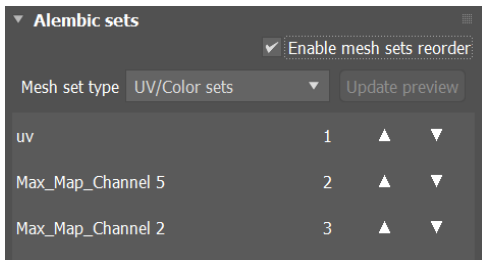 Alembic sets
Enable mesh sets reorder
Mesh set type UV/Color sets Update preview
uv 1
Max_Map_Channel 5 2
Max_Map_Channel 2 3